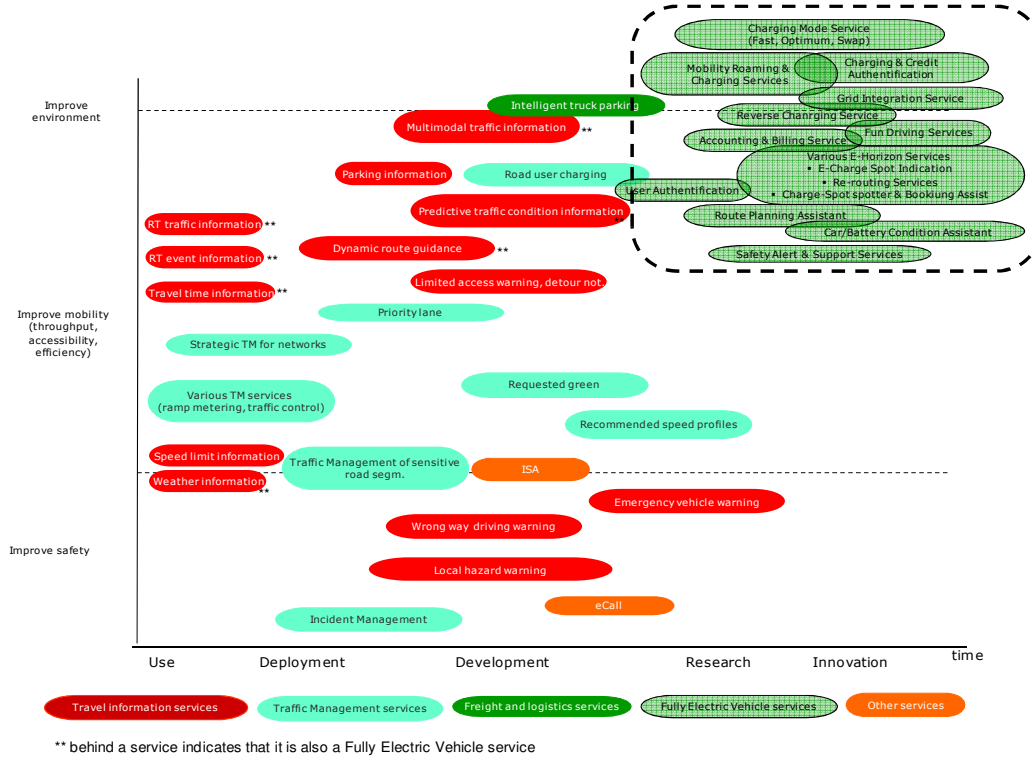 Charging Mode Service
(Fast, Optimum, Swap)
Mobility Roaming &
Charging Services
Charging & Credit
Authentification
Improve
environment
Intelligent truck parking
Grid Integration Service
Reverse Chanrging Service
Multimodal traffic information **
Fun Driving Services
Accounting & Billing Service
Various E-Horizon Services
▪ E-Charge Spot Indication
▪ Re-routing Services
▪ Charge-Spot spotter & Bookiung Assist
Parking information
Road user charging
User Authentification
Predictive traffic condition information
**
Route Planning Assistant
RT traffic information **
Car/Battery Condition Assistant
Dynamic route guidance **
Safety Alert & Support Services
RT event information **
Limited access warning, detour not.
Travel time information **
Improve mobility
(throughput,
accessibility,
efficiency)
Priority lane
Strategic TM for networks
Requested green
Various TM services
(ramp metering, traffic control)
Recommended speed profiles
Speed limit information
Traffic Management of sensitive
road segm.
ISA
Weather information
**
Emergency vehicle warning
Wrong way driving warning
Improve safety
Local hazard warning
eCall
Incident Management
Use
Deployment
Development
Research
Innovation
time
Travel information services
Traffic Management services
Freight and logistics services
Fully Electric Vehicle services
Other services
** behind a service indicates that it is also a Fully Electric Vehicle service